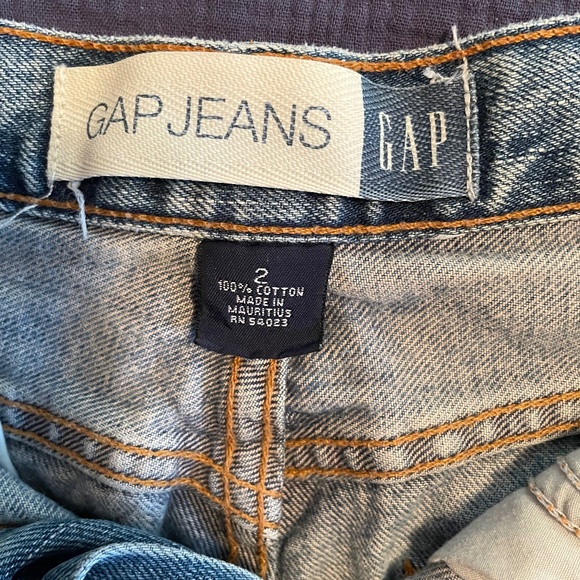 GAP JEANS
GAP
2
100% COTTON
MADE IN
MAURITIUS
RN 54023